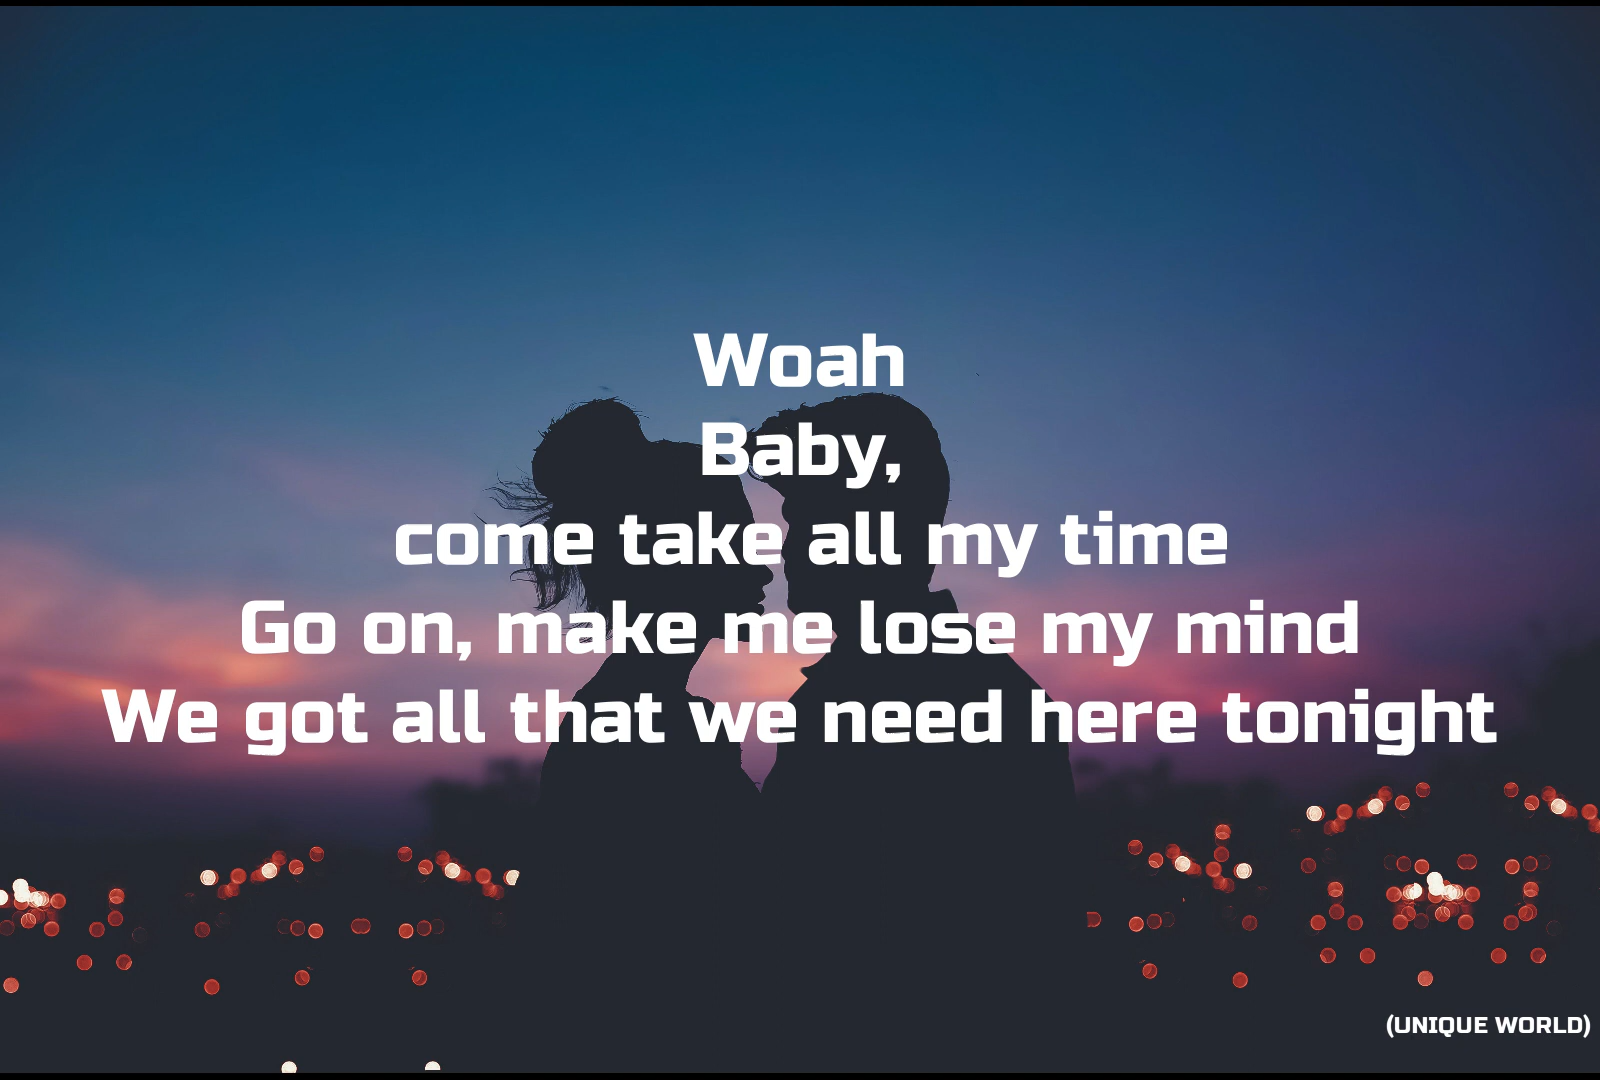 Woah
Baby,
come take all my time
Go on, make me lose my mind
We got all that we need here tonight
(UNIQUE WORLD)